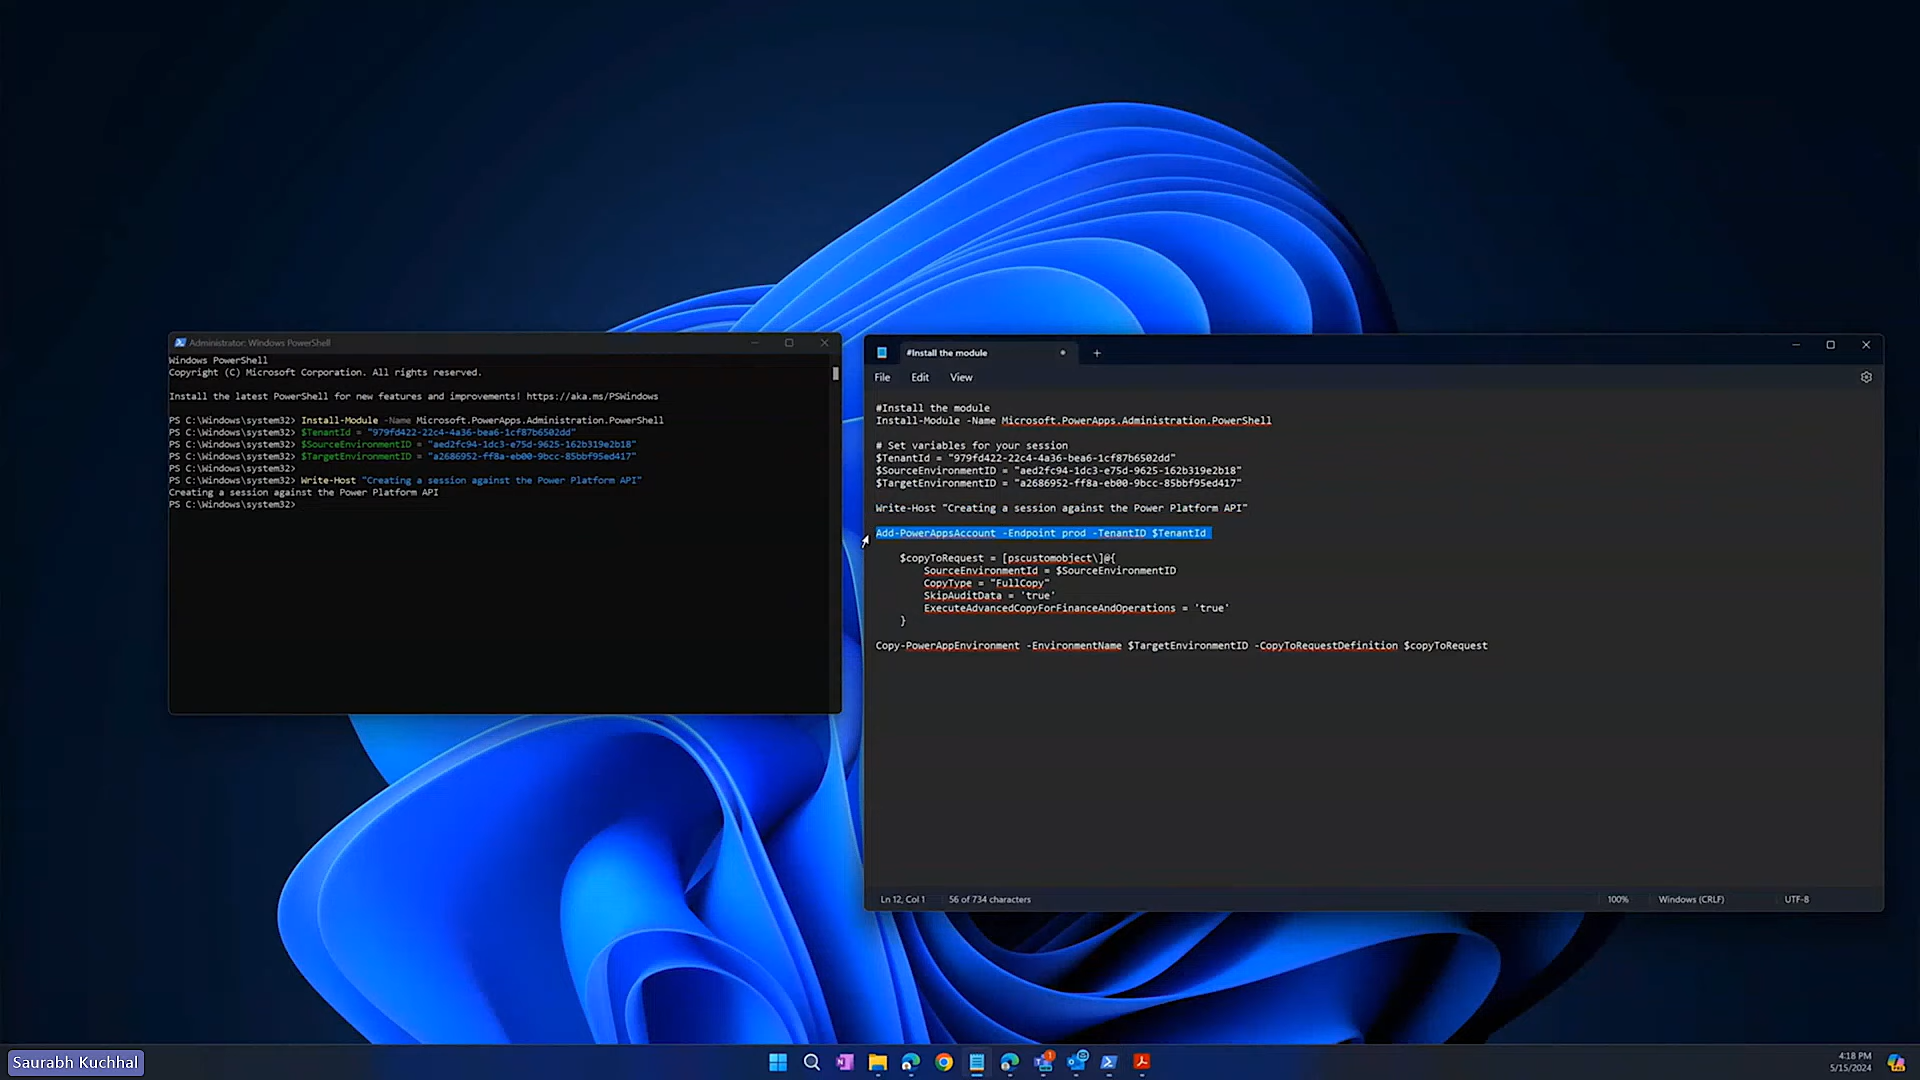 Administrator: Windows PowerShell
Windows PowerShell
Copyright (C) Microsoft Corporation. All rights reserved.
Install the latest PowerShell for new features and improvements! https://aka.ms/PSWindows
PS C:\Windows\system32> Install-Module -Name Microsoft.PowerApps.Administration.PowerShell
PS C:\Windows\system32> $TenantId = "979fd422-22c4-4a36-bea6-1cf87b6502dd"
PS C:\Windows\system32> $SourceEnvironmentID = "aed2fc94-1dc3-e75d-9625-162b319e2b18"
PS C:\Windows\system32> $TargetEnvironmentID = "a2686952-ff8a-eb00-9bcc-85bbf95ed417"
PS C:\Windows\system32>
PS C:\Windows\system32> Write-Host "Creating a session against the Power Platform API"
Creating a session against the Power Platform API
PS C:\Windows\system32>
#Install the module
File Edit View
#Install the module
Install-Module -Name Microsoft.PowerApps.Administration.PowerShell
# Set variables for your session
$TenantId = "979fd422-22c4-4a36-bea6-1cf87b6502dd"
$SourceEnvironmentID = "aed2fc94-1dc3-e75d-9625-162b319e2b18"
$TargetEnvironmentID = "a2686952-ff8a-eb00-9bcc-85bbf95ed417"
Write-Host "Creating a session against the Power Platform API"
Add-PowerAppsAccount -Endpoint prod -TenantID $TenantId
$copyToRequest = [pscustomobject\]@{
SourceEnvironmentId = $SourceEnvironmentID
CopyType = "FullCopy"
SkipAuditData = 'true'
ExecuteAdvancedCopyForFinanceAndOperations = 'true'
}
Copy-PowerAppEnvironment -EnvironmentName $TargetEnvironmentID -CopyToRequestDefinition $copyToRequest
Ln 12, Col 1 56 of 734 characters 100% Windows (CRLF) UTF-8
Saurabh Kuchhal
4:18 PM
5/15/2024